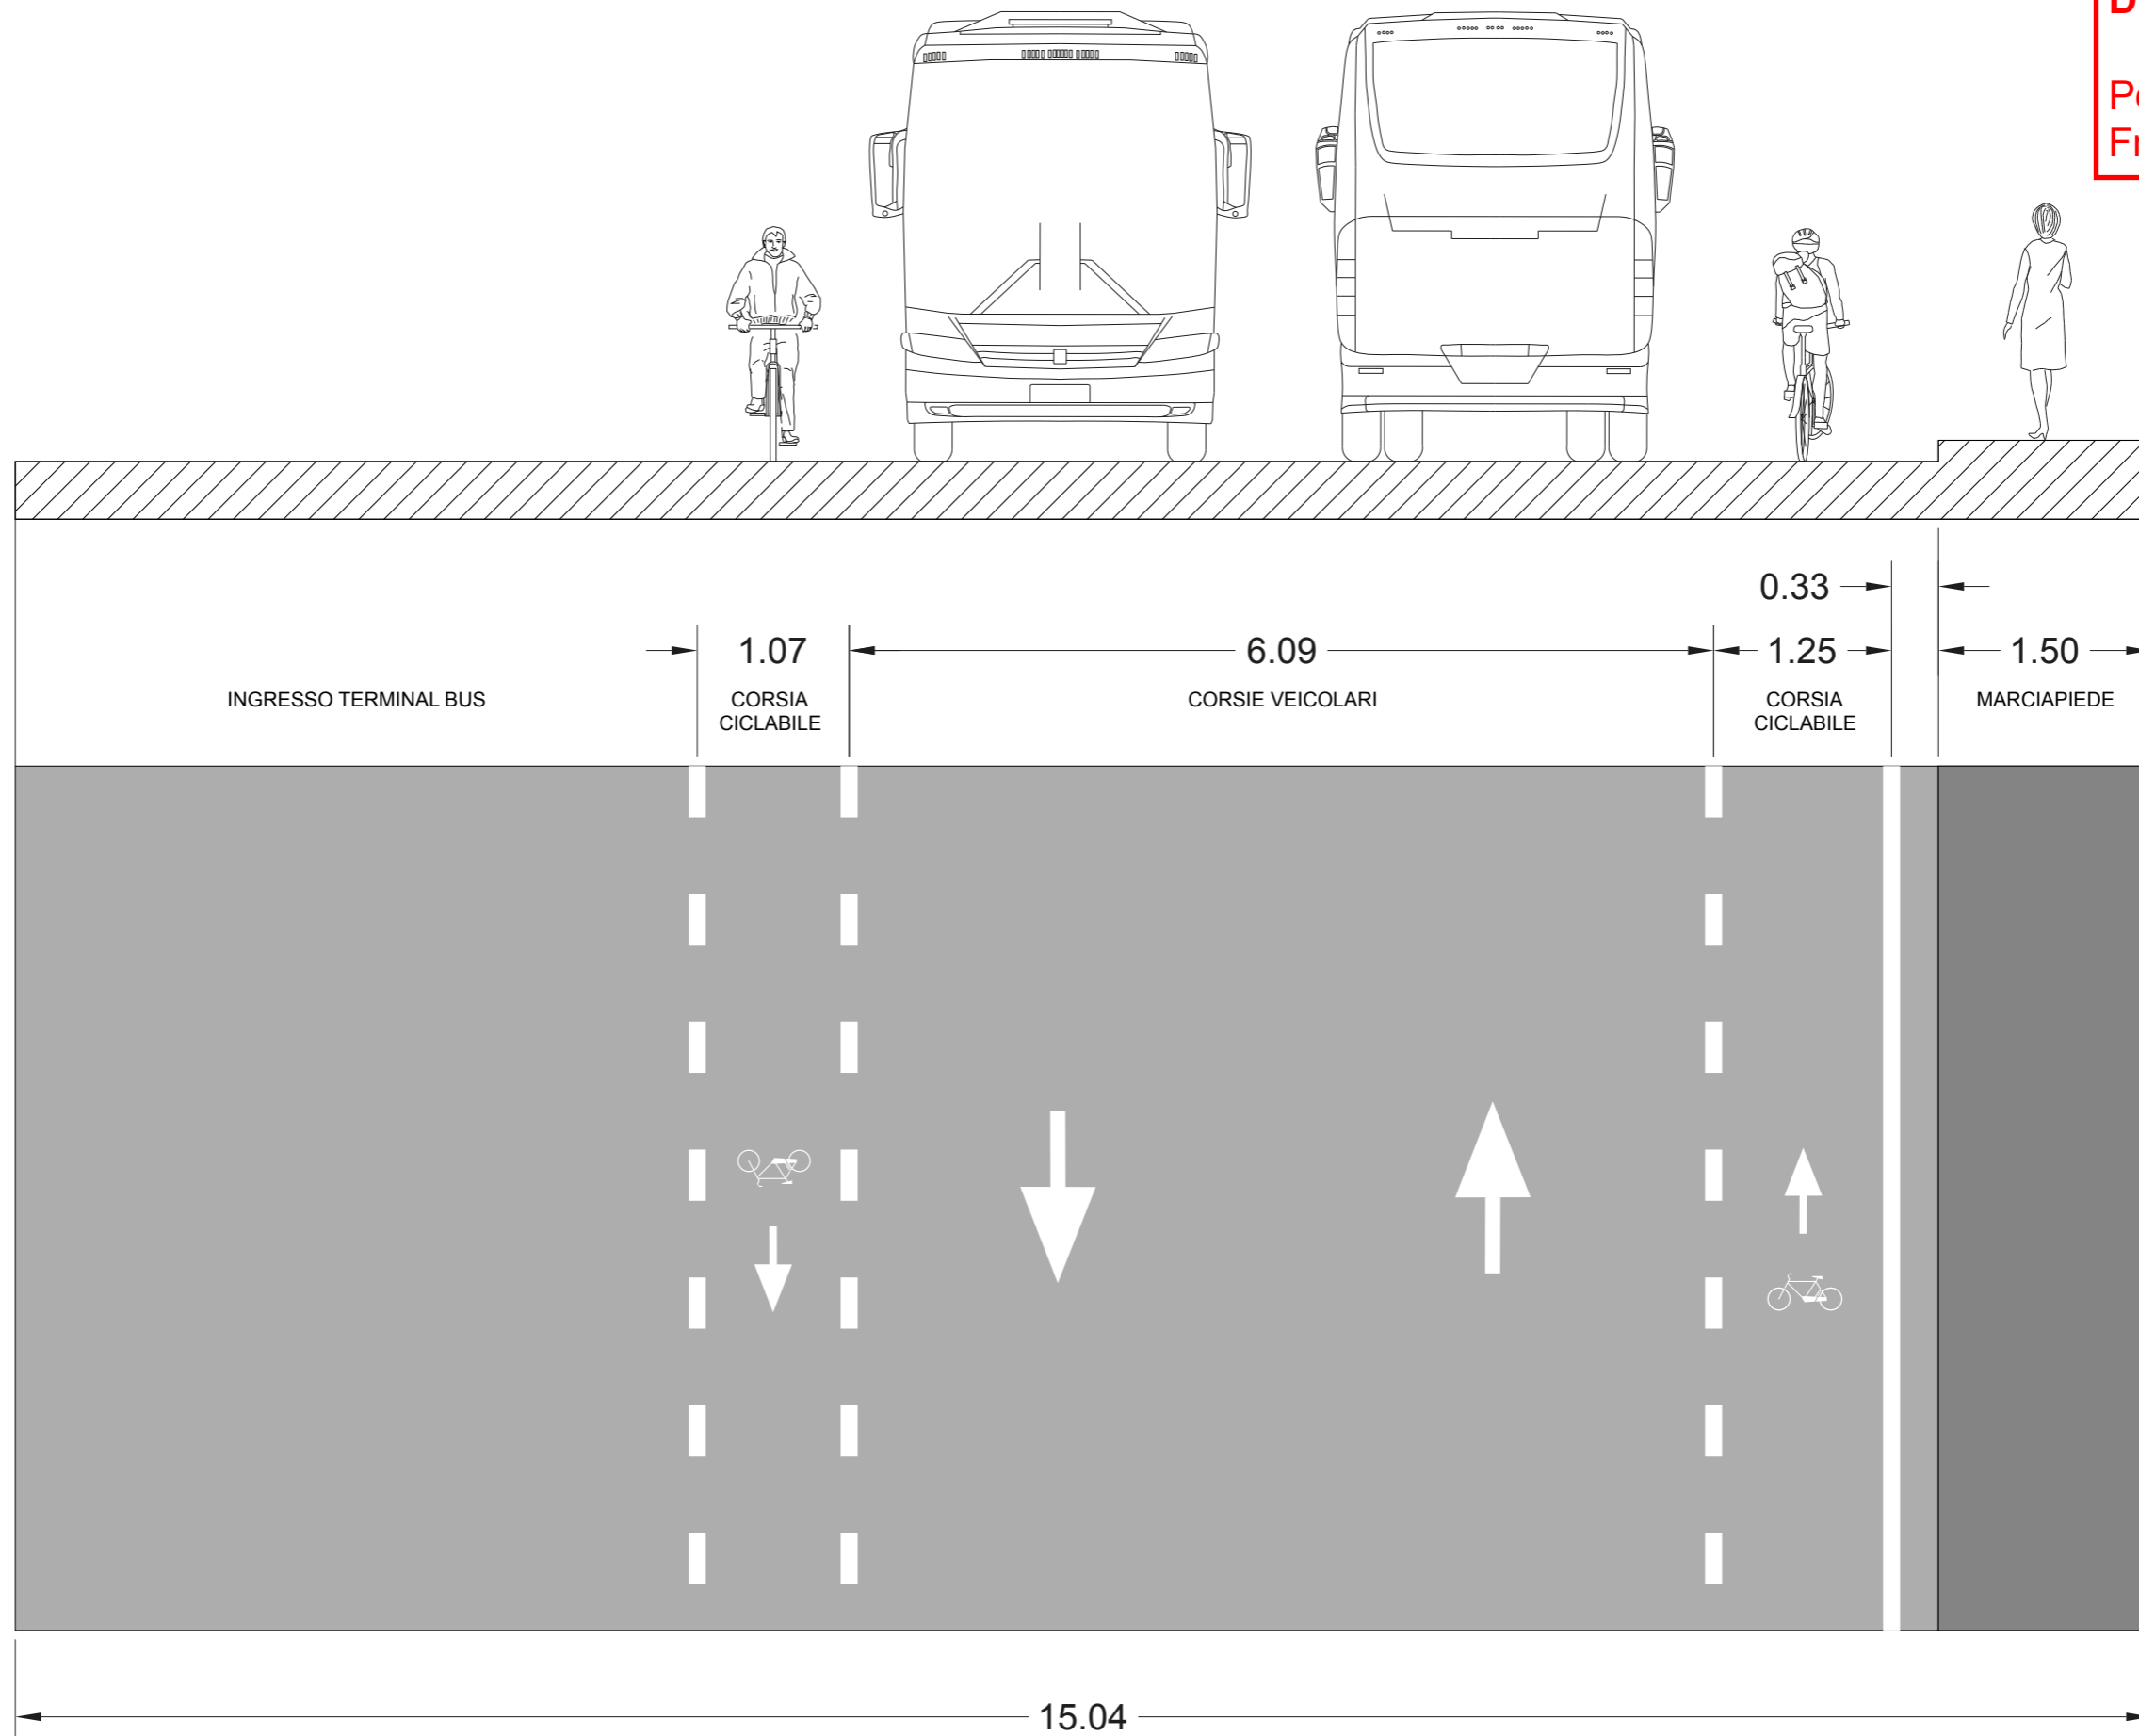 0.33
1.07 6.09 1.25 1.50
INGRESSO TERMINAL BUS CORSIA CORSIE VEICOLARI CORSIA MARCIAPIEDE
CICLABILE CICLABILE
15.04